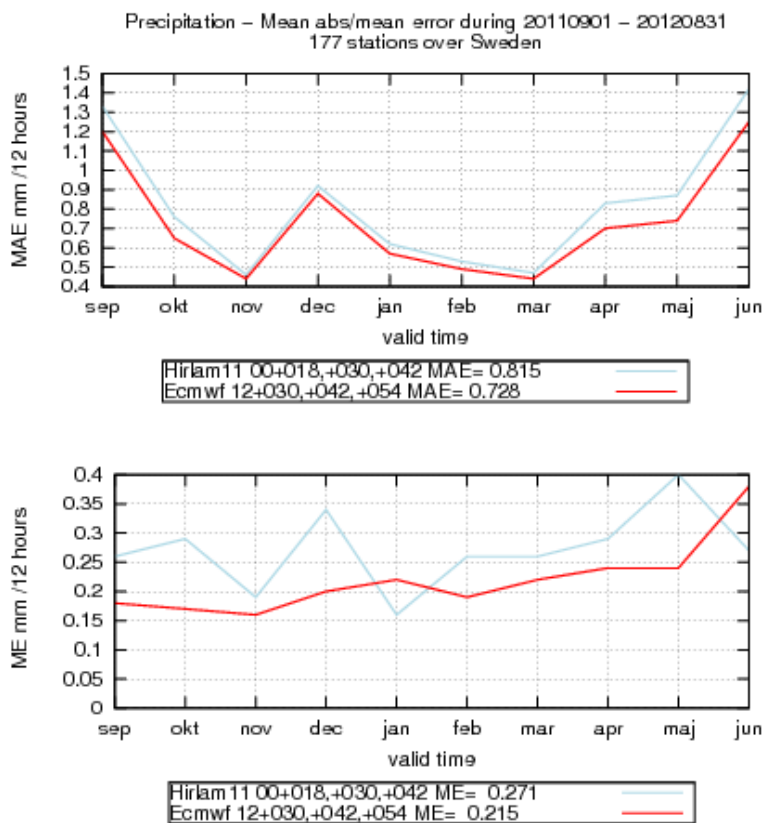 Precipitation – Mean abs/mean error during 20110901 – 20120831
177 stations over Sweden
MAE mm /12 hours
1.5
1.4
1.3
1.2
1.1
1
0.9
0.8
0.7
0.6
0.5
0.4
sep okt nov dec jan feb mar apr maj jun
valid time
Hirlam11 00+018,+030,+042 MAE= 0.815
Ecmwf 12+030,+042,+054 MAE= 0.728
ME mm /12 hours
0.4
0.35
0.3
0.25
0.2
0.15
0.1
0.05
0
sep okt nov dec jan feb mar apr maj jun
valid time
Hirlam11 00+018,+030,+042 ME= 0.271
Ecmwf 12+030,+042,+054 ME= 0.215